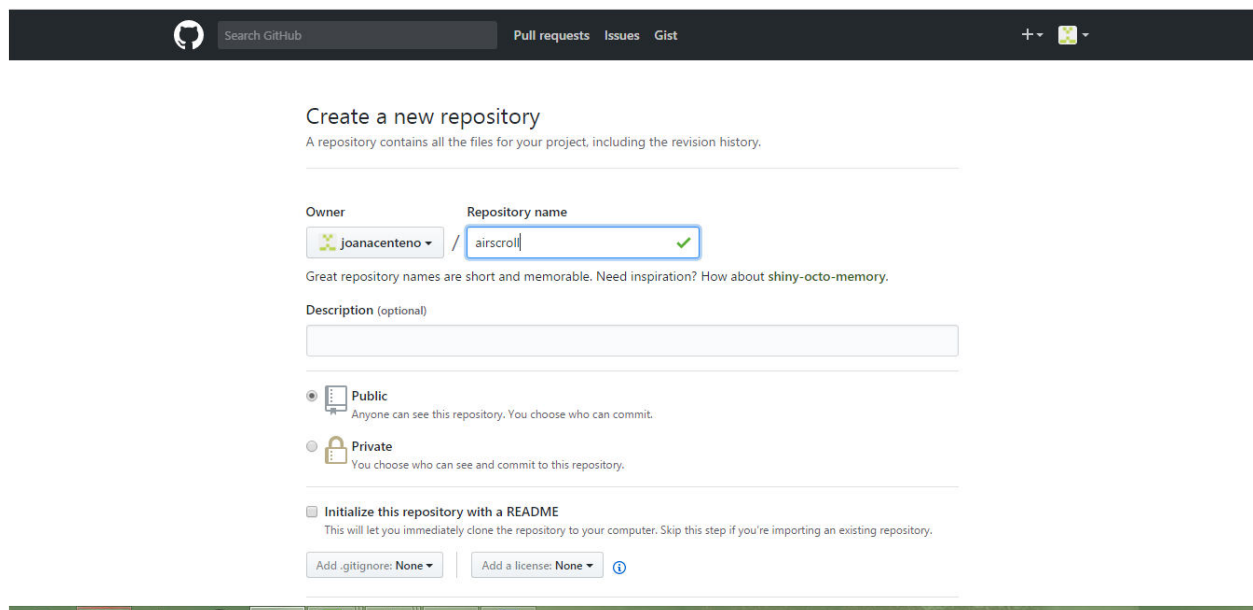 Search GitHub Pull requests Issues Gist
Create a new repository
A repository contains all the files for your project, including the revision history.
Owner Repository name
joanacenteno / airscroll
Great repository names are short and memorable. Need inspiration? How about shiny-octo-memory.
Description (optional)
Public
Anyone can see this repository. You choose who can commit.
Private
You choose who can see and commit to this repository.
Initialize this repository with a README
This will let you immediately clone the repository to your computer. Skip this step if you're importing an existing repository.
Add .gitignore: None Add a license: None